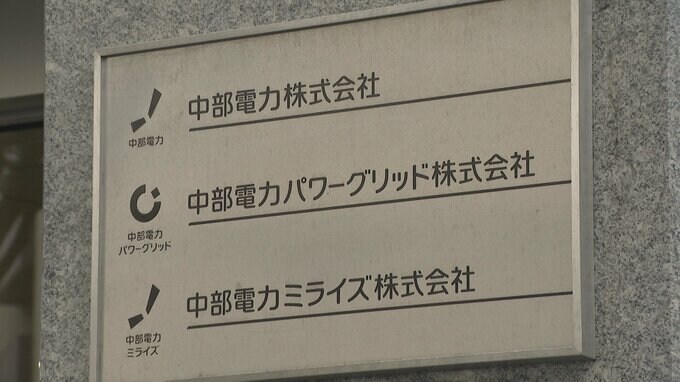 中部電力株式会社
中部電力
中部電力パワーグリッド株式会社
中部電力
パワーグリッド
中部電力ミライズ株式会社
中部電力
ミライズ